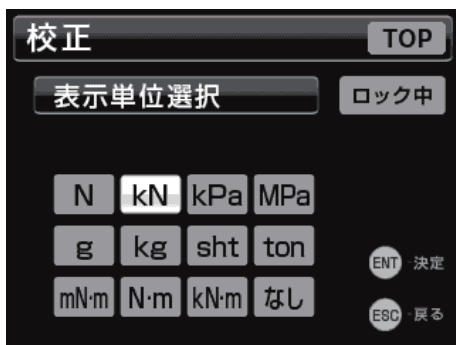 校正 TOP
表示単位選択 ロック中
N kN kPa MPa
g kg sht ton
ENT 決定
mN·m N·m kN·m なし
ESC 戻る